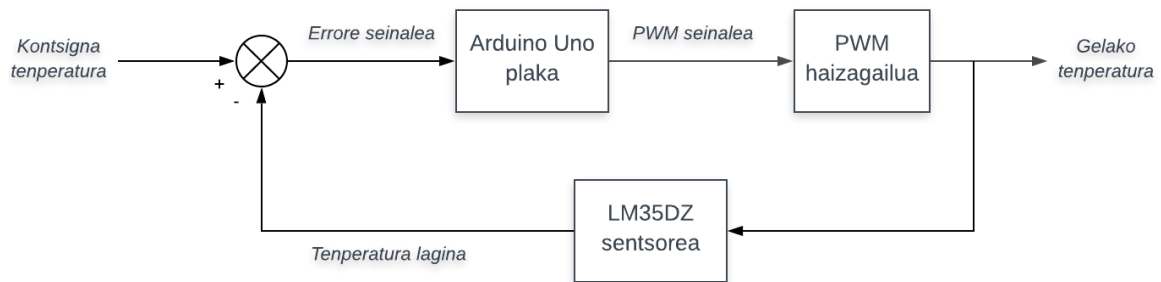 Kontsigna
tenperatura
+
-
Errore seinalea
Arduino Uno
plaka
PWM seinalea
PWM
haizagailua
Gelako
tenperatura
LM35DZ
sentsorea
Tenperatura lagina